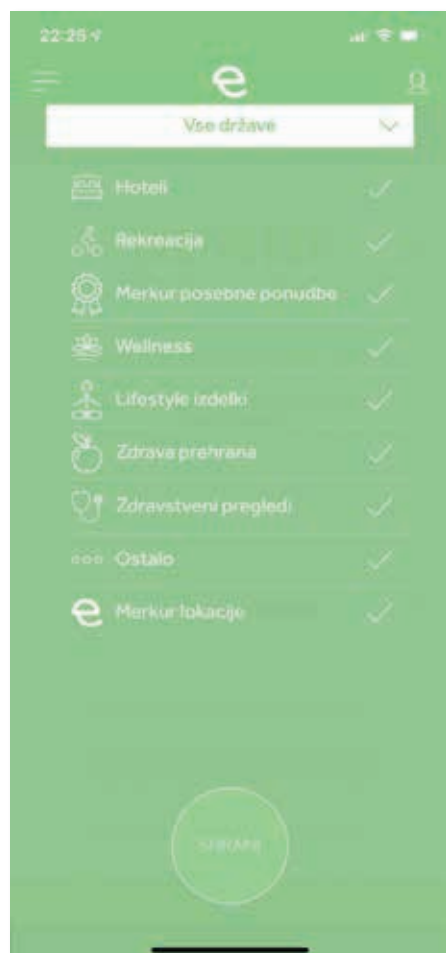 22:25
Vse države
Hoteli
Rekreacija
Merkur posebne ponudbe
Wellness
Lifestyle izdelki
Zdrava prehrana
Zdravstveni pregledi
Ostalo
Merkur lokacije